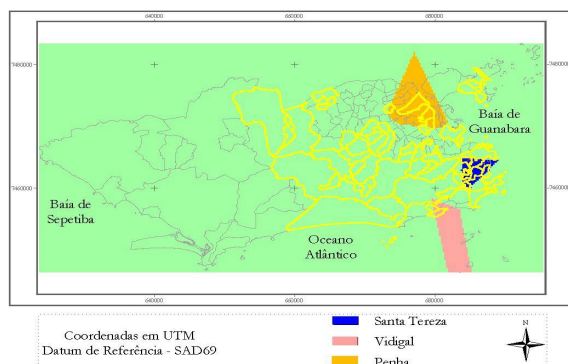 640000 660000 680000
7480000 7480000
Baía de
Guanabara
7460000 7460000
Baía de
Sepetiba
Oceano
Atlântico
640000 660000 680000
Coordenadas em UTM
Datum de Referência - SAD69
Santa Tereza
Vidigal
Penha
N